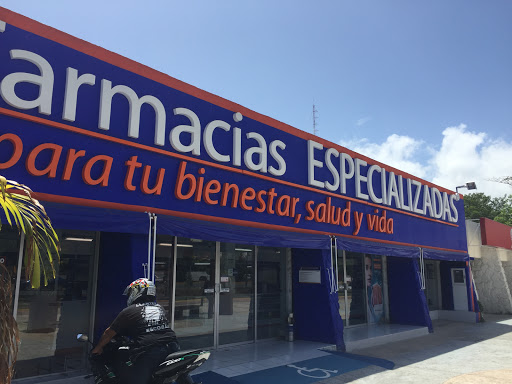 Farmacias ESPECIALIZADAS
para tu bienestar, salud y vida